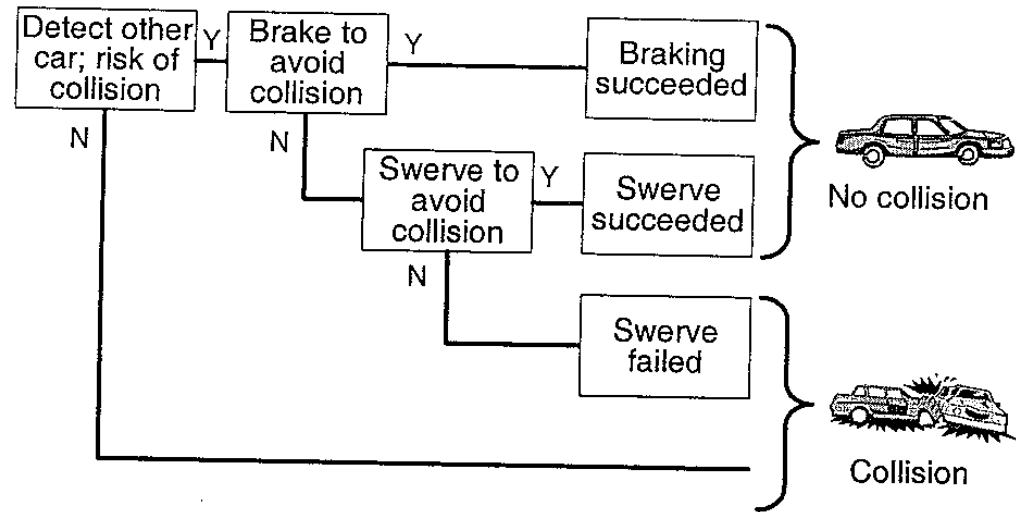 Detect other
car; risk of
collision
Y
Brake to
avoid
collision
Y
Braking
succeeded
N
N
Swerve to
avoid
collision
Y
Swerve
succeeded
No collision
N
Swerve
failed
Collision